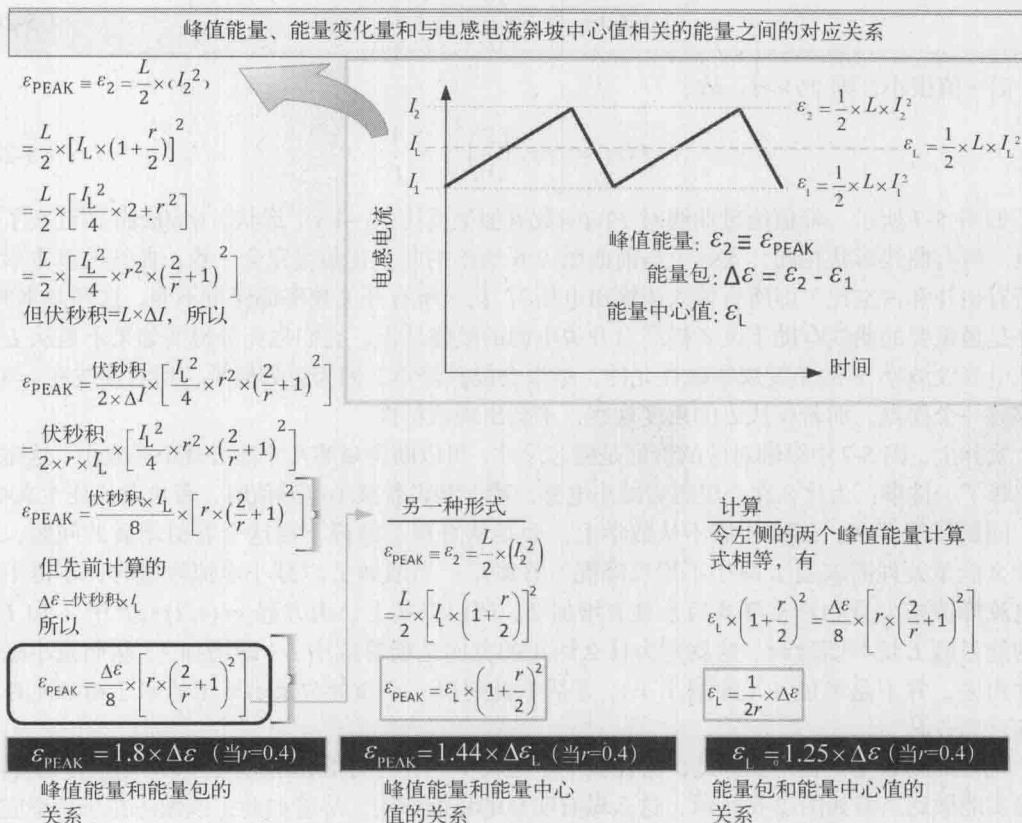 峰值能量、能量变化量和与电感电流斜坡中心值相关的能量之间的对应关系
ε_PEAK ≡ ε₂ = L/2 × ‹I₂²›
= L/2 × [I_L × (1 + r/2)]²
= L/2 × [I_L²/4 × 2 ± r²]
= L/2 × [I_L²/4 × r² × (2/r + 1)²]
但伏秒积=L×ΔI, 所以
ε_PEAK = 伏秒积/(2×ΔI) × [I_L²/4 × r² × (2/r + 1)²]
= 伏秒积/(2×r×I_L) × [I_L²/4 × r² × (2/r + 1)²]
ε_PEAK = 伏秒积×I_L/8 × [r × (2/r + 1)²]
但先前计算的
Δε=伏秒积×I_L
所以
ε_PEAK = Δε/8 × [r × (2/r + 1)²]
ε_PEAK = 1.8 × Δε (当r=0.4)
峰值能量和能量包的
关系
电感电流
I₂
I_L
I₁
ε₂ = 1/2 × L × I₂²
ε_L = 1/2 × L × I_L²
ε₁ = 1/2 × L × I₁²
峰值能量: ε₂ ≡ ε_PEAK
能量包: Δε = ε₂ - ε₁
能量中心值: ε_L
时间
另一种形式
ε_PEAK ≡ ε₂ = L/2 × (I₂²)
= L/2 × [I_L × (1 + r/2)]²
ε_PEAK = ε_L × [(1 + r/2)]²
ε_PEAK = 1.44 × Δε_L (当r=0.4)
峰值能量和能量中心
值的关系
计算
令左侧的两个峰值能量计算
式相等，有
ε_L × (1 + r/2)² = Δε/8 × [r × (2/r + 1)²]
ε_L = 1/2r × Δε
ε_L = 1.25 × Δε (当r=0.4)
能量包和能量中心值的
关系